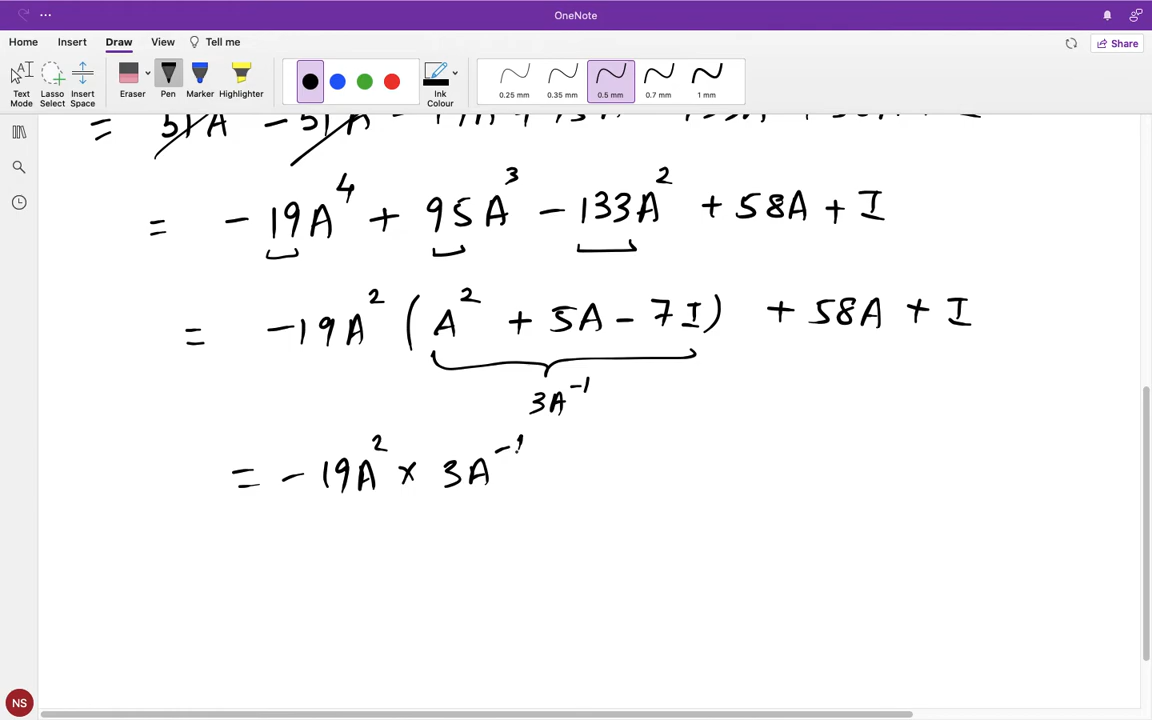 OneNote
Home Insert Draw View Tell me
Share
Text Mode
Lasso Select
Insert Space
Eraser
Pen
Marker
Highlighter
Ink Colour
0.25 mm
0.35 mm
0.5 mm
0.7 mm
1 mm
= - 19A⁴ + 95A³ - 133A² + 58A + I
= -19A² (A² + 5A - 7I) + 58A + I
3A⁻¹
= - 19A² × 3A⁻¹
NS